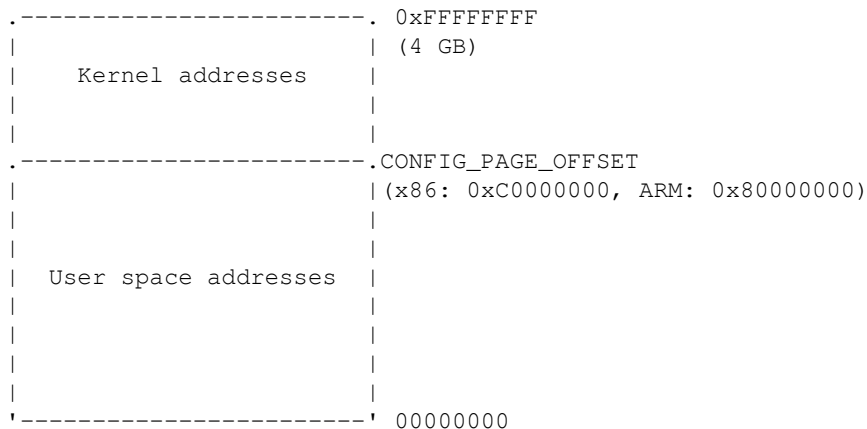 .------------------------. 0xFFFFFFFF
|                        | (4 GB)
|    Kernel addresses    |
|                        |
|                        |
.------------------------.CONFIG_PAGE_OFFSET
|                        |(x86: 0xC0000000, ARM: 0x80000000)
|                        |
|                        |
|  User space addresses  |
|                        |
|                        |
|                        |
|                        |
'------------------------' 00000000